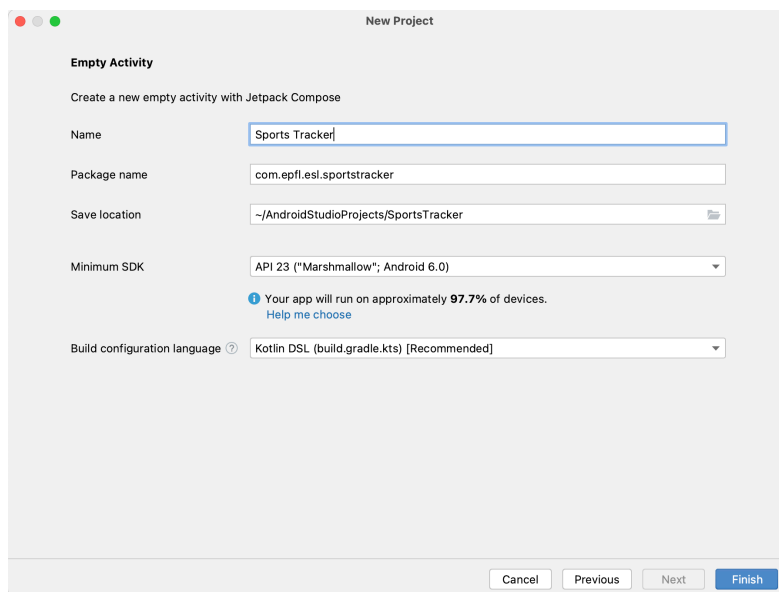 New Project
Empty Activity
Create a new empty activity with Jetpack Compose
Name
Sports Tracker
Package name
com.epfl.esl.sportstracker
Save location
~/AndroidStudioProjects/SportsTracker
Minimum SDK
API 23 ("Marshmallow"; Android 6.0)
Your app will run on approximately 97.7% of devices.
Help me choose
Build configuration language
Kotlin DSL (build.gradle.kts) [Recommended]
Cancel
Previous
Next
Finish